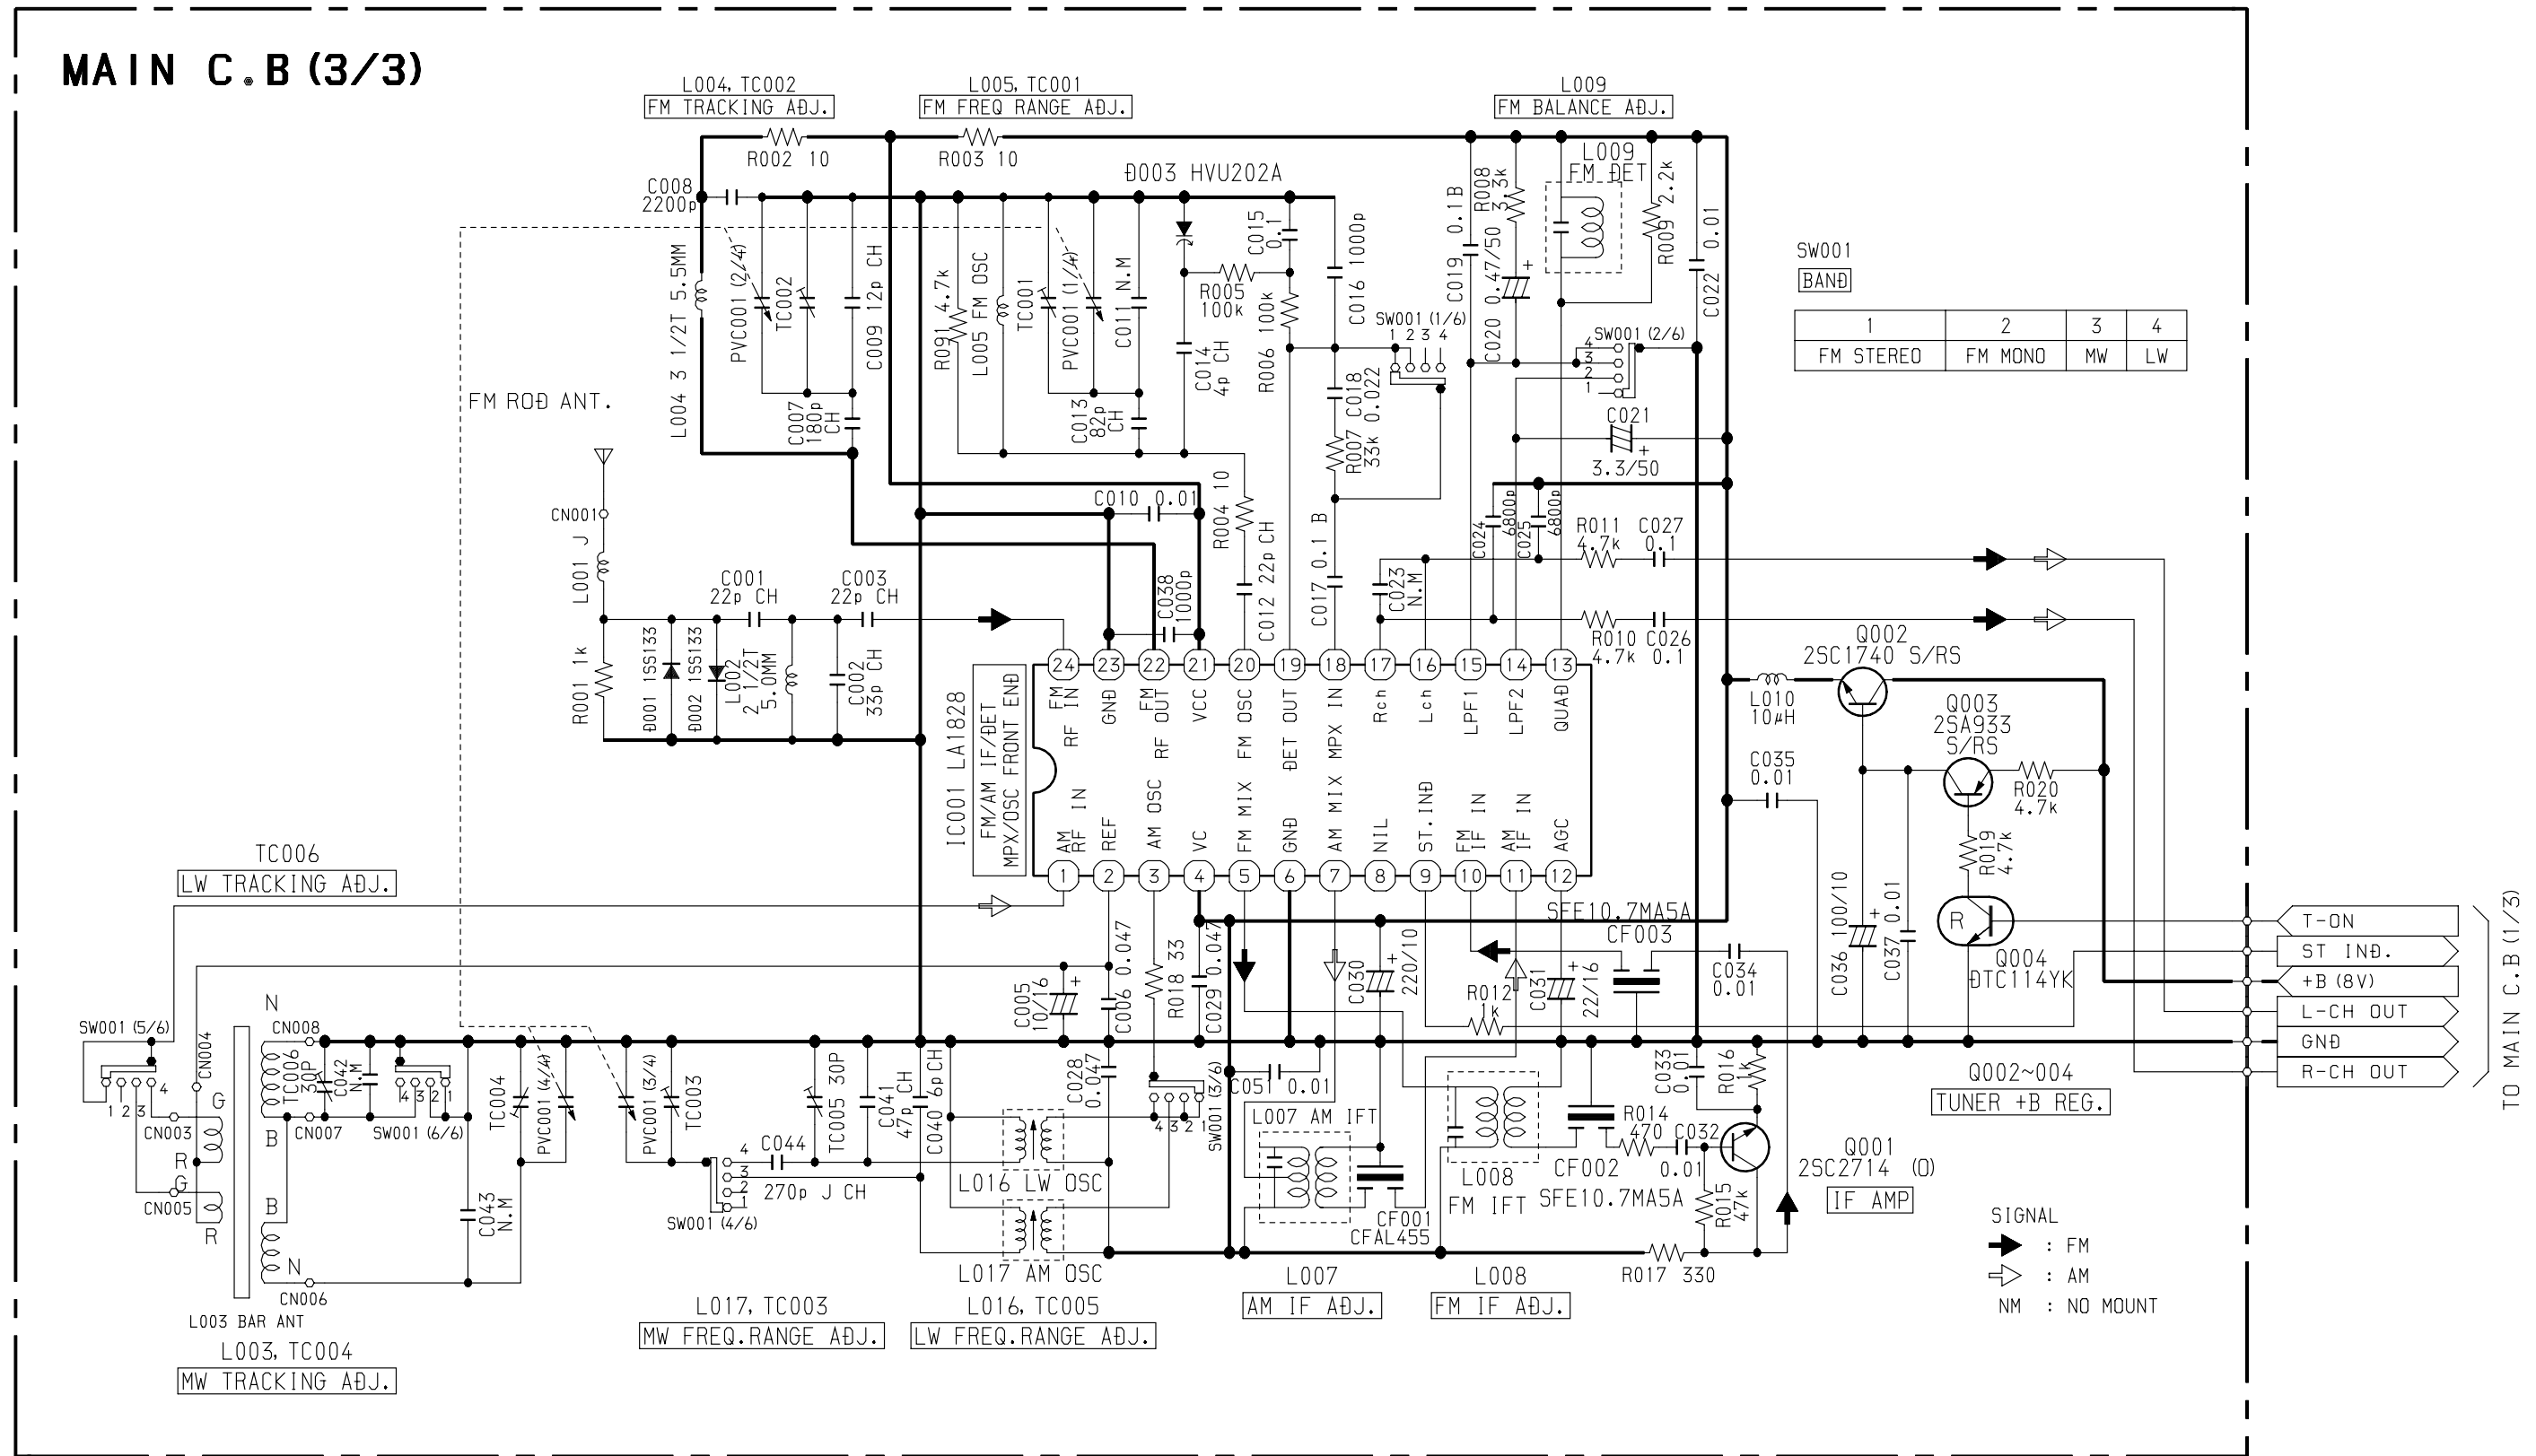 MAIN C.B (3/3)
L004, TC002
FM TRACKING ADJ.
L005, TC001
FM FREQ RANGE ADJ.
L009
FM BALANCE ADJ.
R002 10
R003 10
D003 HVU202A
C008
2200p
L004 3 1/2T 5.5MM
PVC001 (2/4)
TC002
C009 12p CH
C007
180p
CH
R091 4.7k
L005 FM OSC
TC001
PVC001 (1/4)
C011 N.M
C013
82p
CH
C014
4p CH
R005
100k
C015
0.1
R006 100k
C016 1000p
C018
0.022
R007
33k
SW001 (1/6)
1 2 3 4
C019 0.1B
R008
3.3k
C020 0.47/50
L009
FM DET
R009 2.2k
C022 0.01
SW001 (2/6)
4
3
2
1
C021
3.3/50
SW001
BAND
1 2 3 4
FM STEREO FM MONO MW LW
FM ROD ANT.
CN001
L001 J
R001 1k
D001 1SS133
D002 1SS133
C001
22p CH
L002
2 1/2T
5.0MM
C003
22p CH
C002
33p CH
C010 0.01
C038
1000p
R004 10
C012 22p CH
C017 0.1 B
C023
N.M
C024
6800p
C025
6800p
R011
4.7k
C027
0.1
R010
4.7k
C026
0.1
Q002
2SC1740 S/RS
L010
10μH
Q003
2SA933
S/RS
C035
0.01
R020
4.7k
R019
4.7k
IC001 LA1828
FM/AM IF/DET
MPX/OSC FRONT END
24 23 22 21 20 19 18 17 16 15 14 13
FM RF IN
GND
FM RF OUT
VCC
FM OSC
DET OUT
MPX IN
Rch
Lch
LPF1
LPF2
QUAD
AM RF IN
REF
AM OSC
VC
FM MIX
GND
AM MIX
NIL
ST.IND
FM IF IN
AM IF IN
AGC
1 2 3 4 5 6 7 8 9 10 11 12
TC006
LW TRACKING ADJ.
C005
10/16
C006 0.047
R018 33
C029 0.047
C030
220/10
R012
1k
C031
22/16
SFE10.7MA5A
CF003
C034
0.01
C036 100/10
C037 0.01
R
Q004
DTC114YK
T-ON
ST IND.
+B (8V)
L-CH OUT
GND
R-CH OUT
TO MAIN C.B (1/3)
SW001 (5/6)
1 2 3 4
CN004
N
CN008
TC006
30P
C042
N.M
4 3 2 1
SW001 (6/6)
CN003
G
R
G
CN005
R
B
CN007
B
N
CN006
L003 BAR ANT
L003, TC004
MW TRACKING ADJ.
C043
N.M
TC004
PVC001 (4/4)
PVC001 (3/4)
TC003
4
3
2
1
SW001 (4/6)
C044
270p J CH
TC005 30P
C041
47p CH
C040 6p CH
C028
0.047
4 3 2 1
SW001 (3/6)
L016 LW OSC
L017 AM OSC
C051 0.01
L007 AM IFT
CF001
CFAL455
L008
FM IFT
CF002
SFE10.7MA5A
R014
470
C032
0.01
C033
0.01
R016
1k
R015
47k
Q001
2SC2714 (O)
IF AMP
R017 330
Q002~004
TUNER +B REG.
L017, TC003
MW FREQ.RANGE ADJ.
L016, TC005
LW FREQ.RANGE ADJ.
L007
AM IF ADJ.
L008
FM IF ADJ.
SIGNAL
: FM
: AM
NM : NO MOUNT